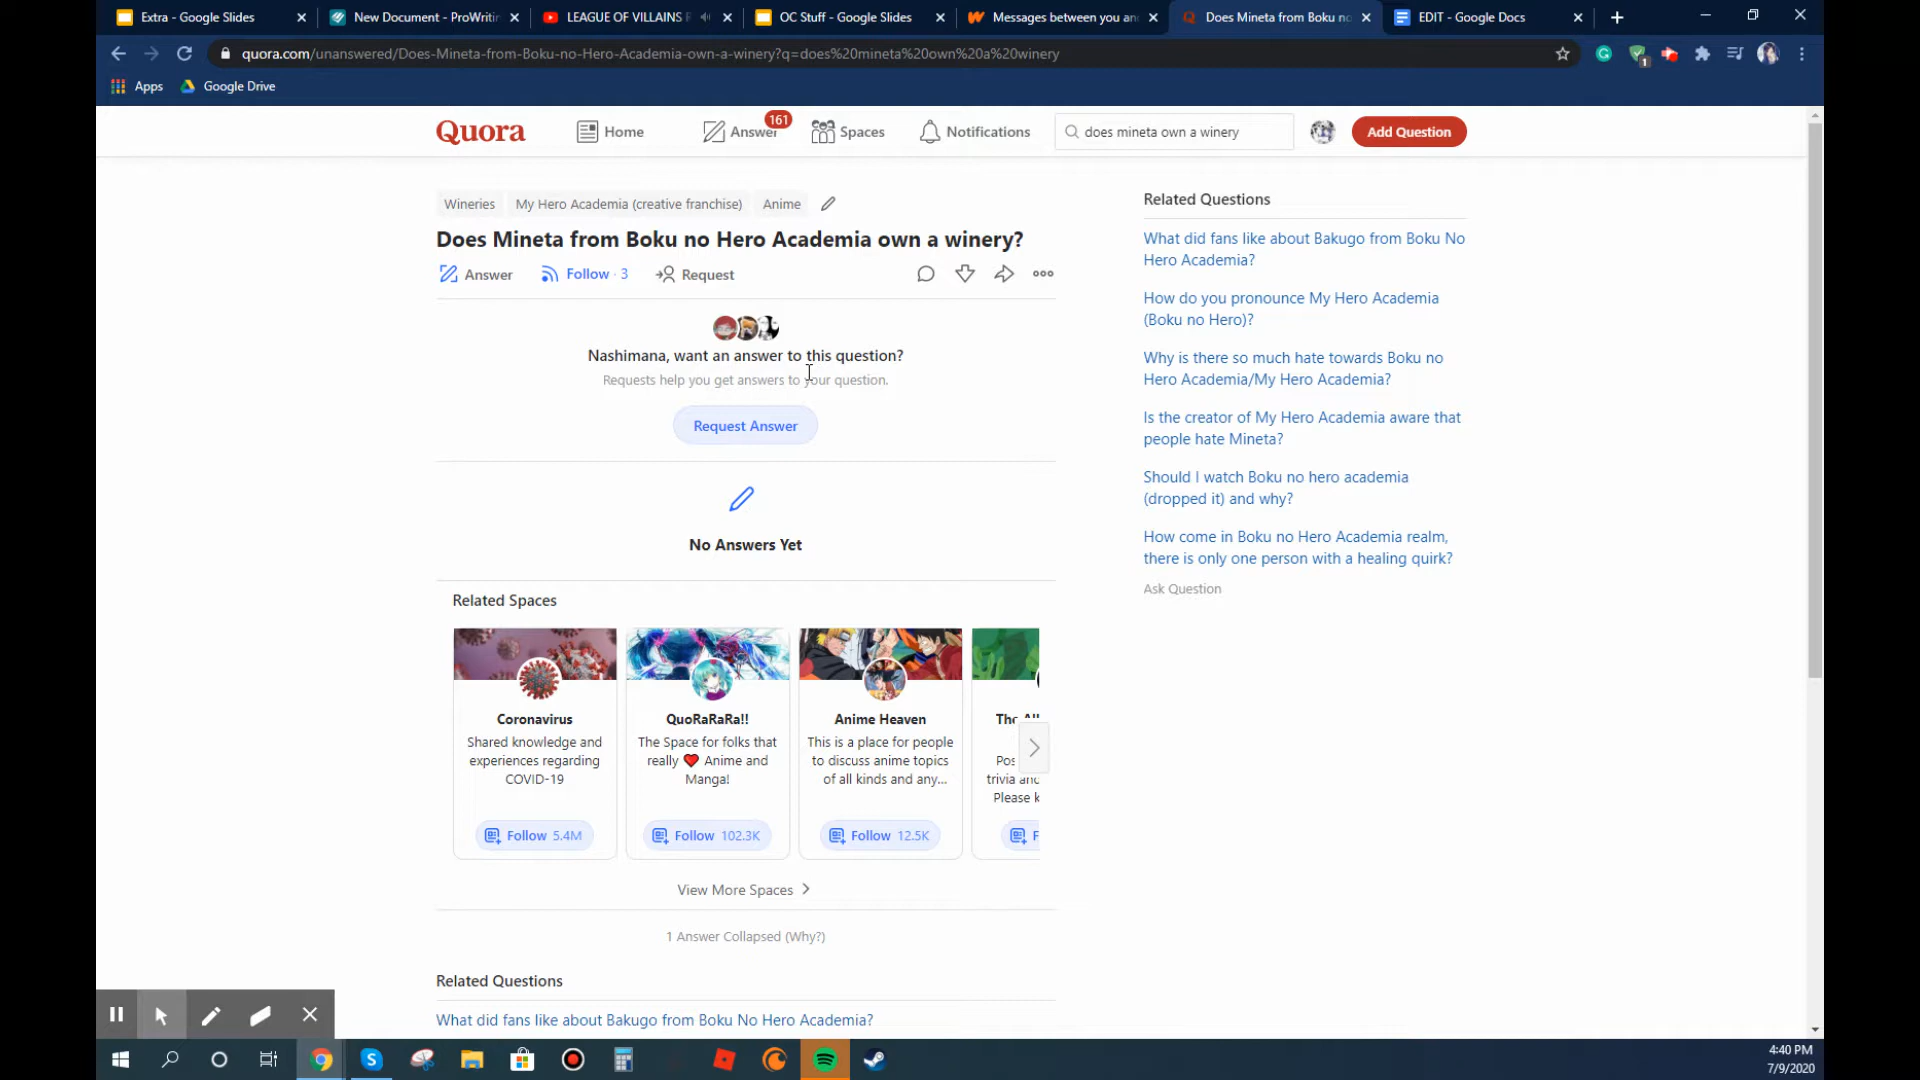 Extra - Google Slides
New Document - ProWritin
LEAGUE OF VILLAINS
OC Stuff - Google Slides
Messages between you an
Does Mineta from Boku no
EDIT - Google Docs
quora.com/unanswered/Does-Mineta-from-Boku-no-Hero-Academia-own-a-winery?q=does%20mineta%20own%20a%20winery
1
Apps
Google Drive
Quora
Home
Answer
161
Spaces
Notifications
does mineta own a winery
Add Question
Wineries
My Hero Academia (creative franchise)
Anime
Does Mineta from Boku no Hero Academia own a winery?
Answer
Follow · 3
Request
Nashimana, want an answer to this question?
Requests help you get answers to your question.
Request Answer
No Answers Yet
Related Spaces
Coronavirus
Shared knowledge and
experiences regarding
COVID-19
Follow 5.4M
QuoRaRaRa!!
The Space for folks that
really ❤ Anime and
Manga!
Follow 102.3K
Anime Heaven
This is a place for people
to discuss anime topics
of all kinds and any...
Follow 12.5K
Please k
View More Spaces
1 Answer Collapsed (Why?)
Related Questions
What did fans like about Bakugo from Boku No Hero Academia?
Related Questions
What did fans like about Bakugo from Boku No
Hero Academia?
How do you pronounce My Hero Academia
(Boku no Hero)?
Why is there so much hate towards Boku no
Hero Academia/My Hero Academia?
Is the creator of My Hero Academia aware that
people hate Mineta?
Should I watch Boku no hero academia
(dropped it) and why?
How come in Boku no Hero Academia realm,
there is only one person with a healing quirk?
Ask Question
4:40 PM
7/9/2020